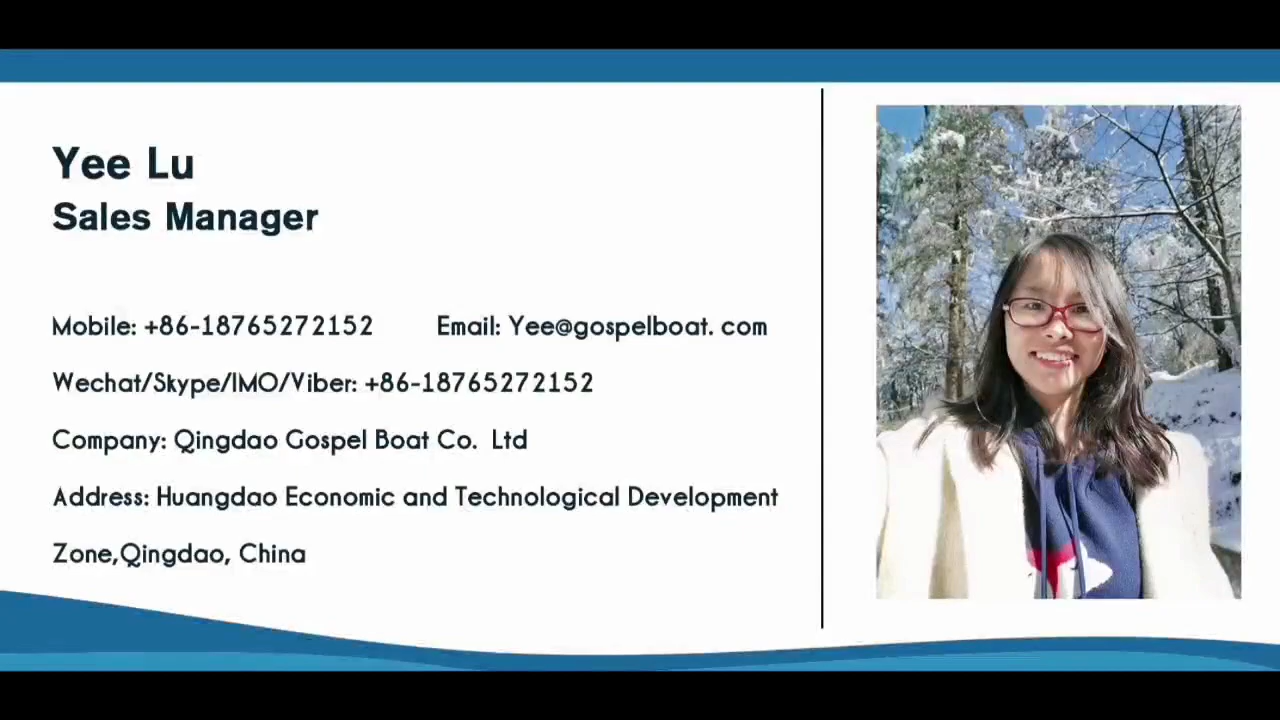 Yee Lu
Sales Manager
Mobile: +86-18765272152 Email: Yee@gospelboat. com
Wechat/Skype/IMO/Viber: +86-18765272152
Company: Qingdao Gospel Boat Co. Ltd
Address: Huangdao Economic and Technological Development
Zone,Qingdao, China